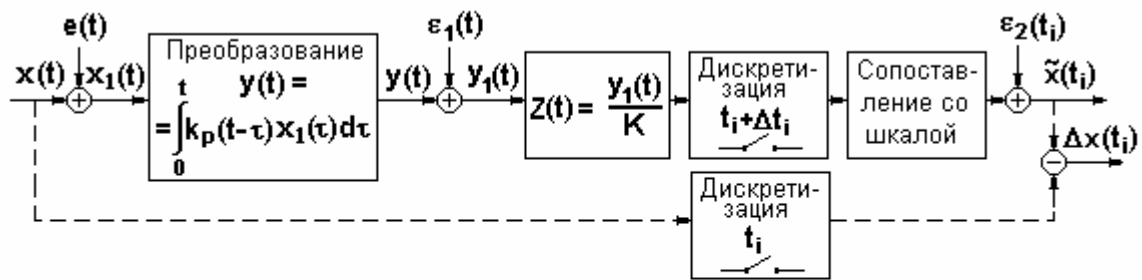 e(t)
x(t)
x₁(t)
Преобразование
y(t) =
= ∫₀ᵗ kₚ(t-τ)x₁(τ)dτ
y(t)
ε₁(t)
y₁(t)
Z(t) = y₁(t)/K
Дискрети-
зация
tᵢ+Δtᵢ
Сопостав-
ление со
шкалой
ε₂(tᵢ)
x̃(tᵢ)
Δx(tᵢ)
Дискрети-
зация
tᵢ